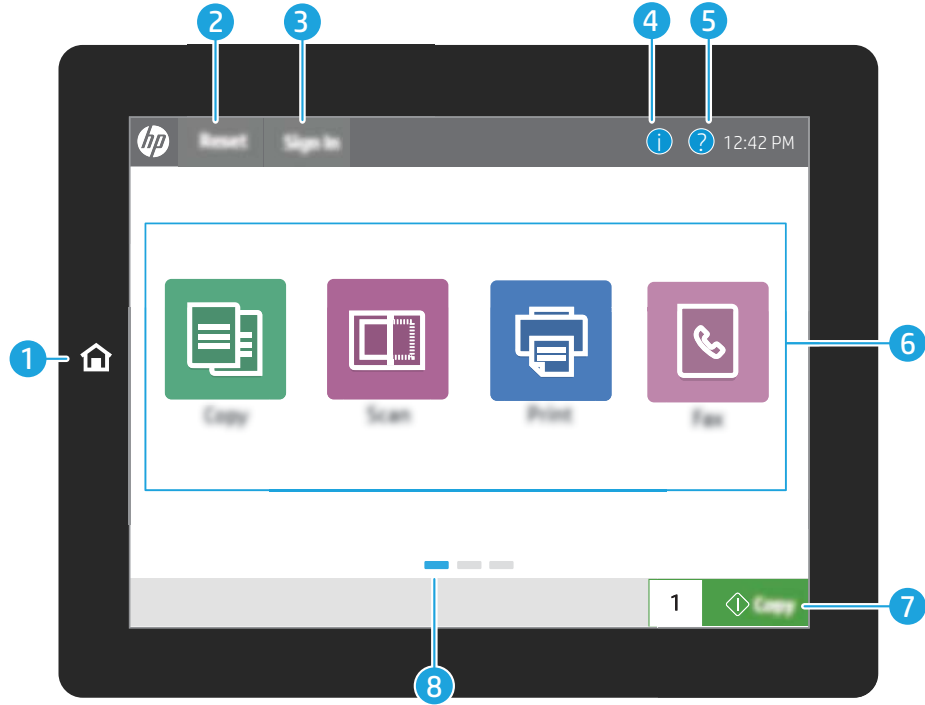 2 3 4 5
hp Reset Sign In i ? 12:42 PM
1 6
Copy Scan Print Fax
1 Copy 7
8